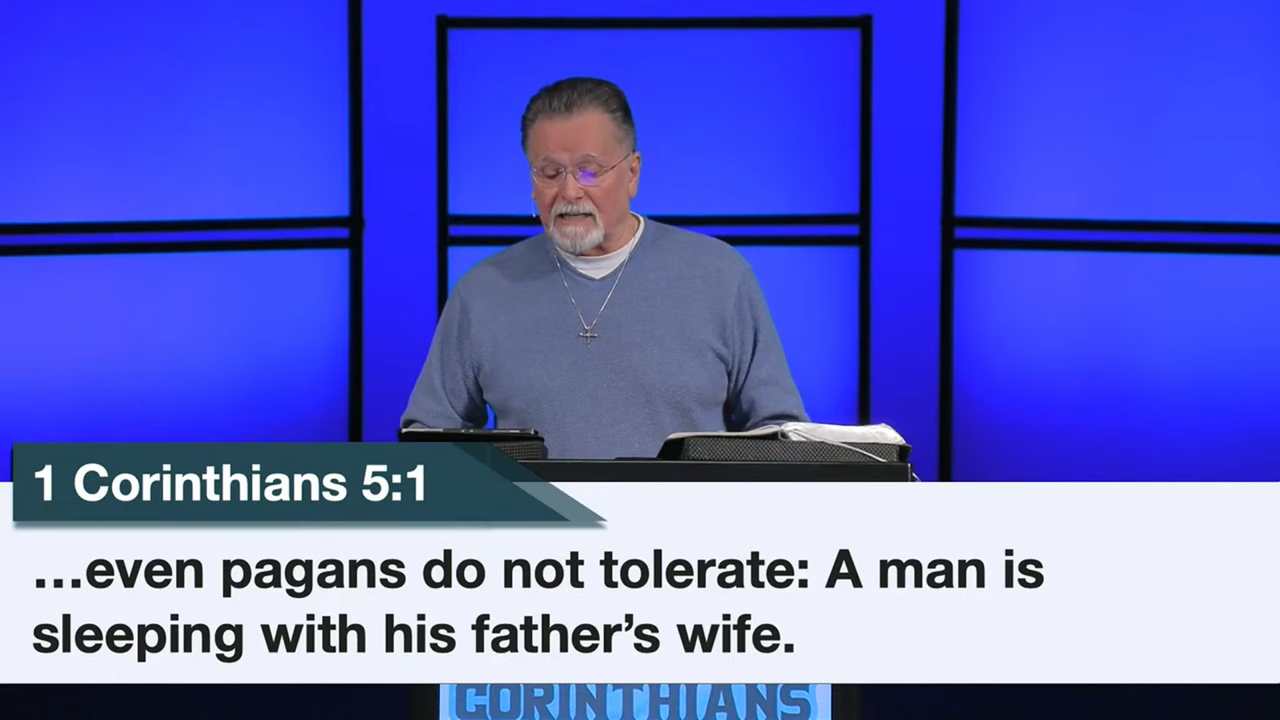 1 Corinthians 5:1
…even pagans do not tolerate: A man is
sleeping with his father’s wife.
CORINTHIANS